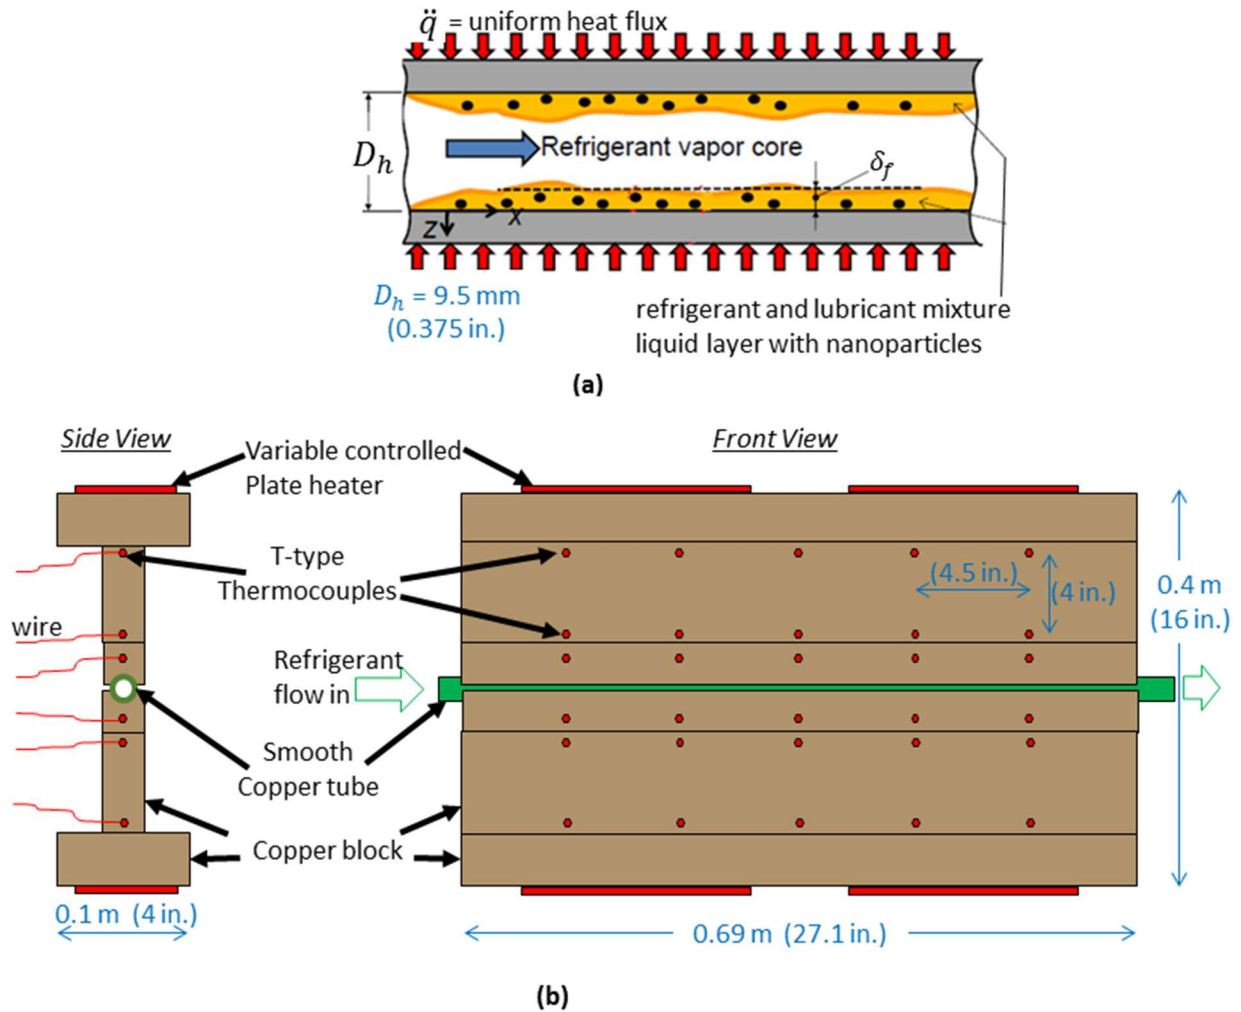 q̈ = uniform heat flux
D_h
Refrigerant vapor core
δ_f
z
x
D_h = 9.5 mm
(0.375 in.)
refrigerant and lubricant mixture
liquid layer with nanoparticles
(a)
Side View
Variable controlled
Plate heater
Front View
T-type
Thermocouples
(4.5 in.)
(4 in.)
0.4 m
(16 in.)
wire
Refrigerant
flow in
Smooth
Copper tube
Copper block
0.1 m (4 in.)
0.69 m (27.1 in.)
(b)